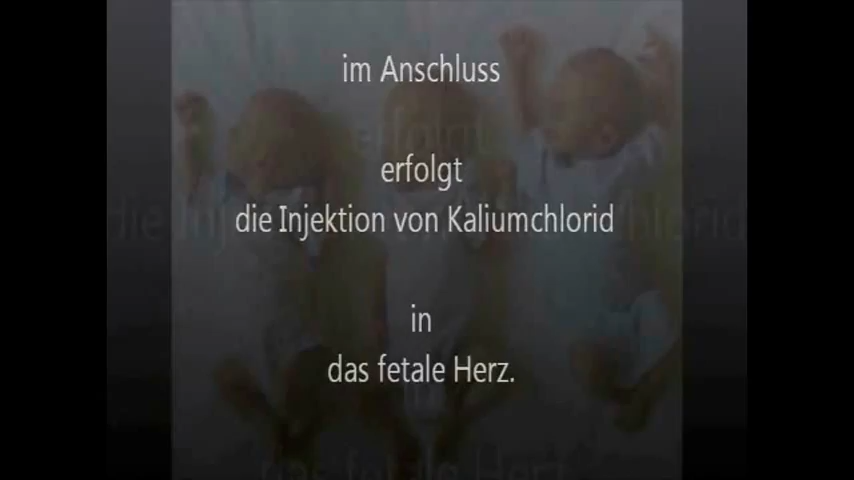 im Anschluss
erfolgt
die Injektion von Kaliumchlorid
in
das fetale Herz.